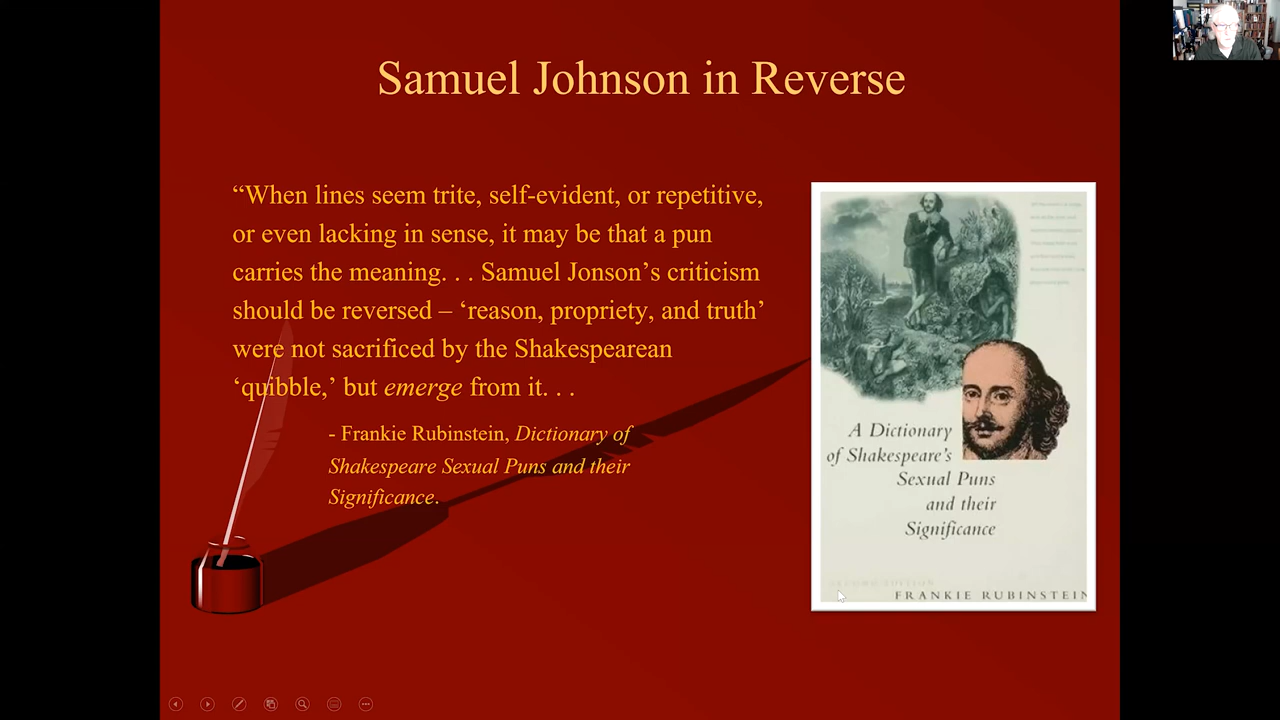 Samuel Johnson in Reverse
“When lines seem trite, self-evident, or repetitive,
or even lacking in sense, it may be that a pun
carries the meaning. . . Samuel Jonson’s criticism
should be reversed – ‘reason, propriety, and truth’
were not sacrificed by the Shakespearean
‘quibble,’ but emerge from it. . .
- Frankie Rubinstein, Dictionary of
Shakespeare Sexual Puns and their
Significance.
A Dictionary
of Shakespeare’s
Sexual Puns
and their
Significance
SECOND EDITION
FRANKIE RUBINSTEIN